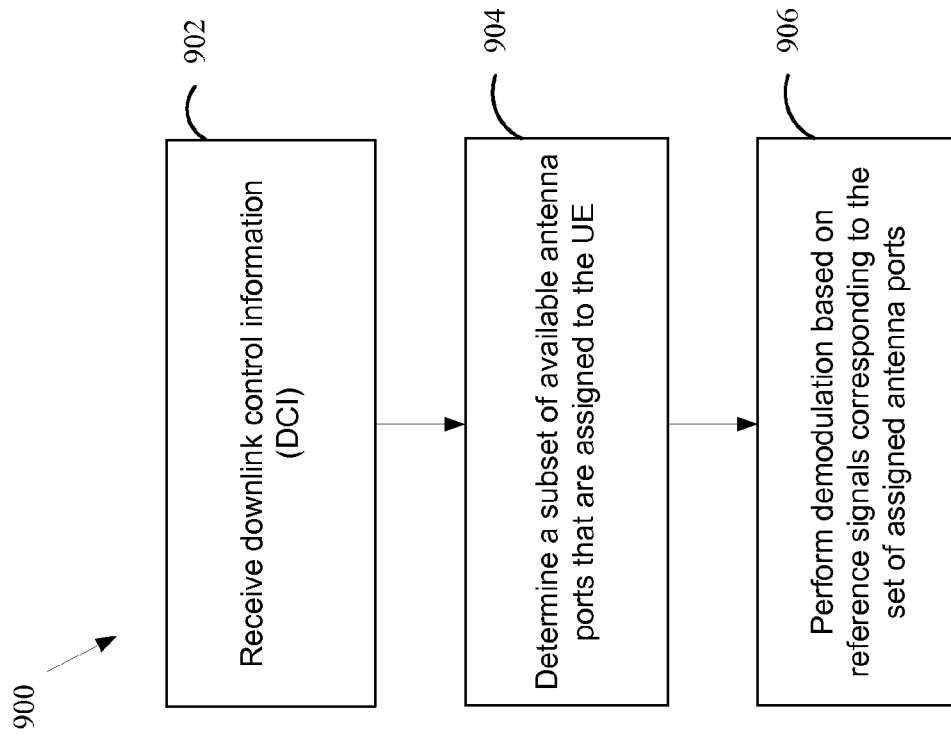 900
902
Receive downlink control information
(DCI)
904
Determine a subset of available antenna
ports that are assigned to the UE
906
Perform demodulation based on
reference signals corresponding to the
set of assigned antenna ports